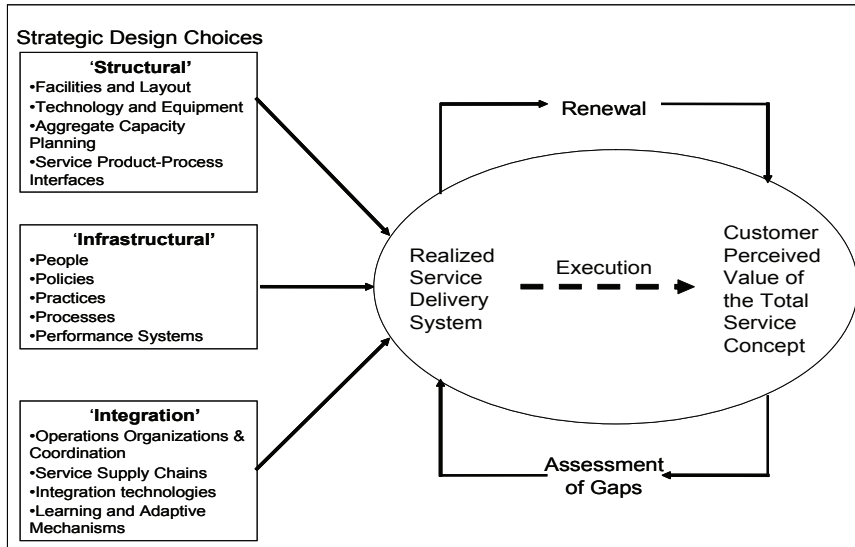 Strategic Design Choices
‘Structural’
•Facilities and Layout
•Technology and Equipment
•Aggregate Capacity
Planning
•Service Product-Process
Interfaces
‘Infrastructural’
•People
•Policies
•Practices
•Processes
•Performance Systems
‘Integration’
•Operations Organizations &
Coordination
•Service Supply Chains
•Integration technologies
•Learning and Adaptive
Mechanisms
Renewal
Realized
Service
Delivery
System
Execution
Customer
Perceived
Value of
the Total
Service
Concept
Assessment
of Gaps